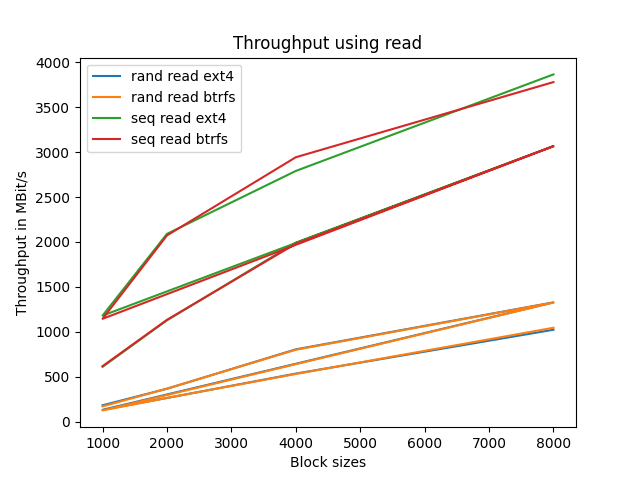 Throughput using read
4000
3500
3000
2500
2000
1500
1000
500
0
Throughput in MBit/s
rand read ext4
rand read btrfs
seq read ext4
seq read btrfs
1000 2000 3000 4000 5000 6000 7000 8000
Block sizes